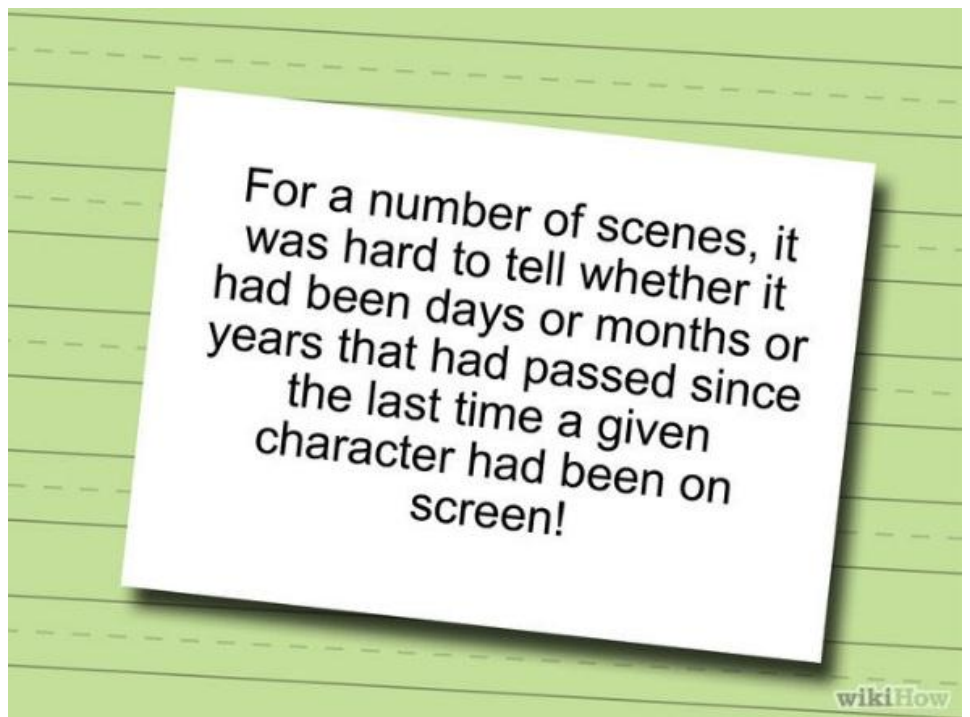 For a number of scenes, it
was hard to tell whether it
had been days or months or
years that had passed since
the last time a given
character had been on
screen!
wikiHow